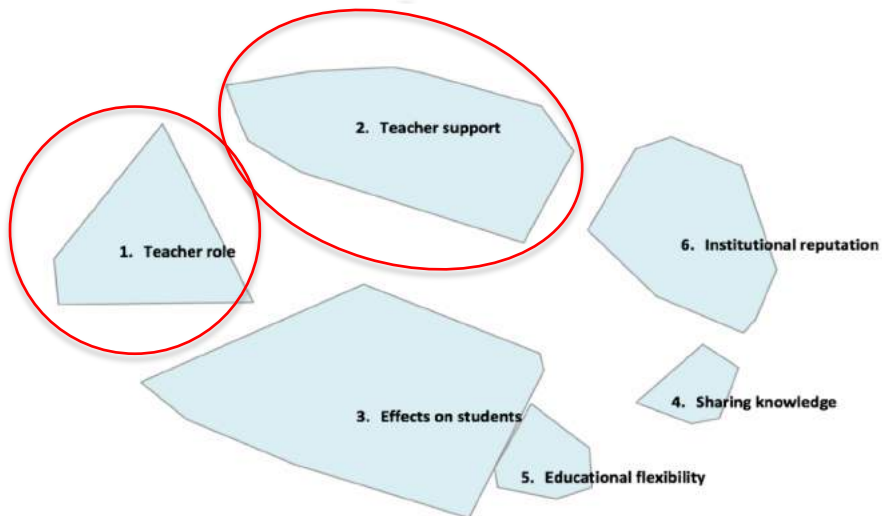 2. Teacher support
1. Teacher role
6. Institutional reputation
3. Effects on students
4. Sharing knowledge
5. Educational flexibility